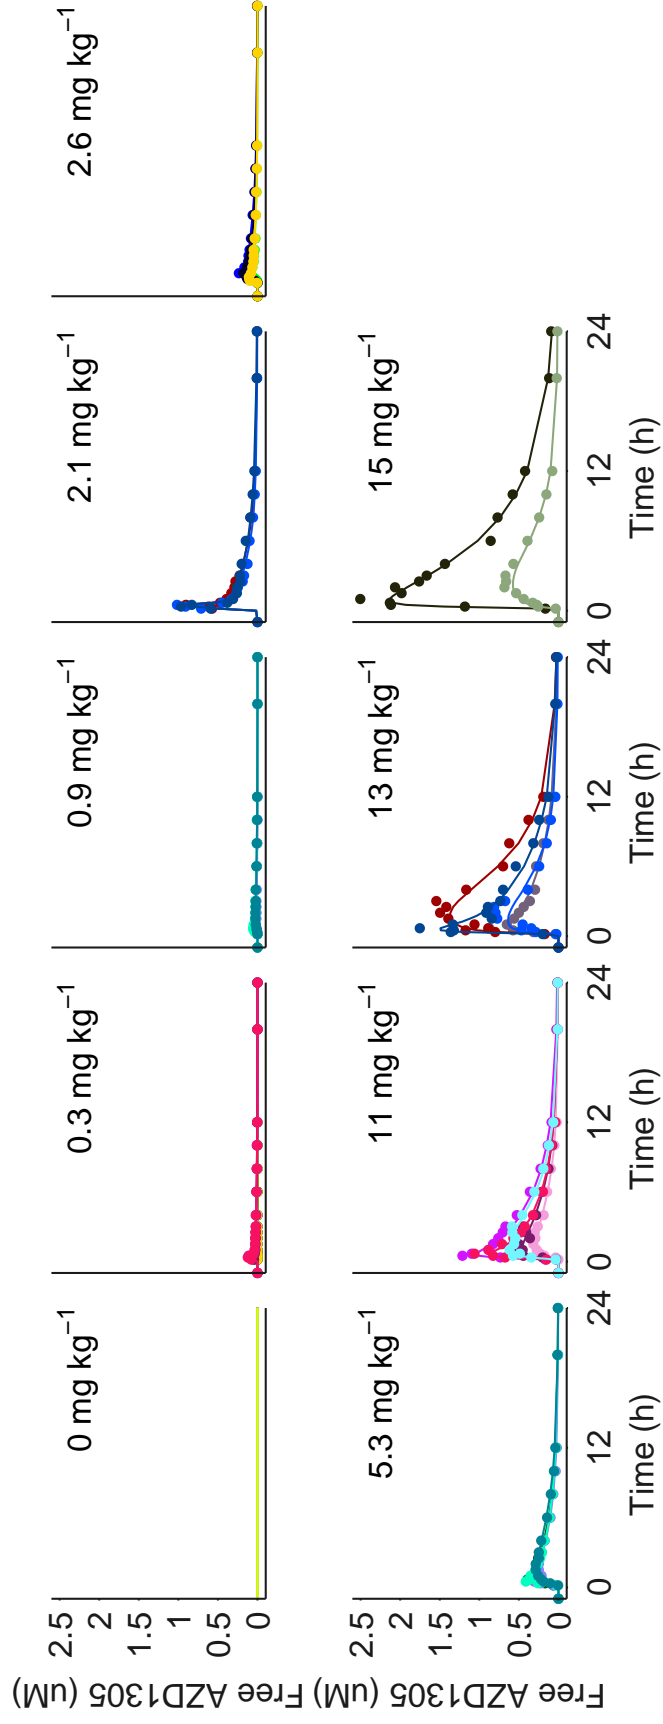 0 mg kg⁻¹
0.3 mg kg⁻¹
0.9 mg kg⁻¹
2.1 mg kg⁻¹
2.6 mg kg⁻¹
2.5
2
1.5
1
0.5
0
Free AZD1305 (uM)
5.3 mg kg⁻¹
11 mg kg⁻¹
13 mg kg⁻¹
15 mg kg⁻¹
2.5
2
1.5
1
0.5
0
Free AZD1305 (uM)
0 12 24
0 12 24
0 12 24
0 12 24
Time (h)
Time (h)
Time (h)
Time (h)